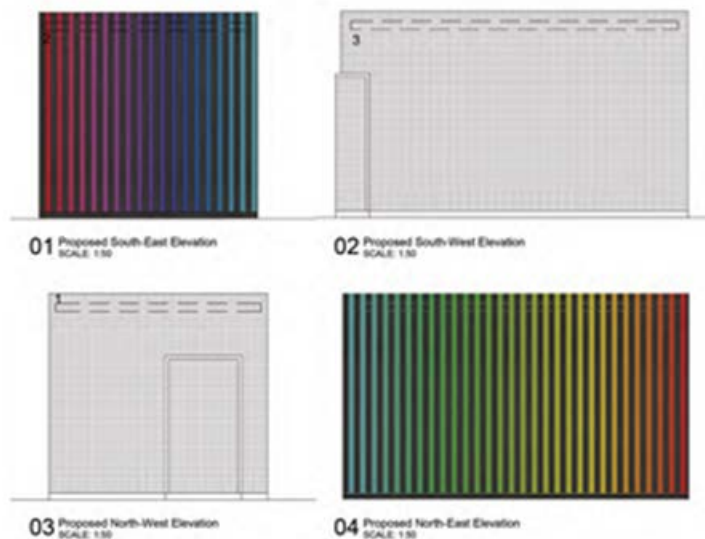 2
01 Proposed South-East Elevation
SCALE: 1:50
3
02 Proposed South-West Elevation
SCALE: 1:50
1
03 Proposed North-West Elevation
SCALE: 1:50
04 Proposed North-East Elevation
SCALE: 1:50